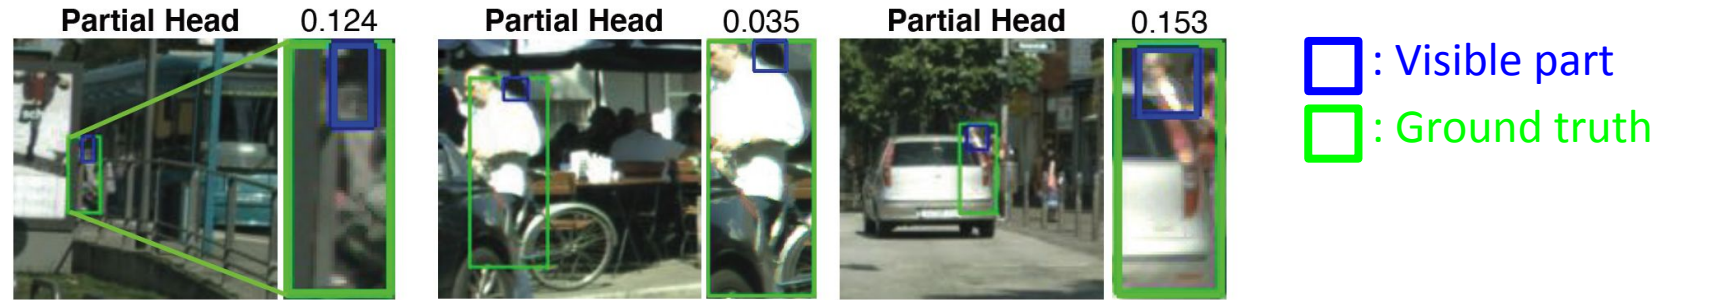 Partial Head 0.124
Partial Head 0.035
Partial Head 0.153
: Visible part
: Ground truth